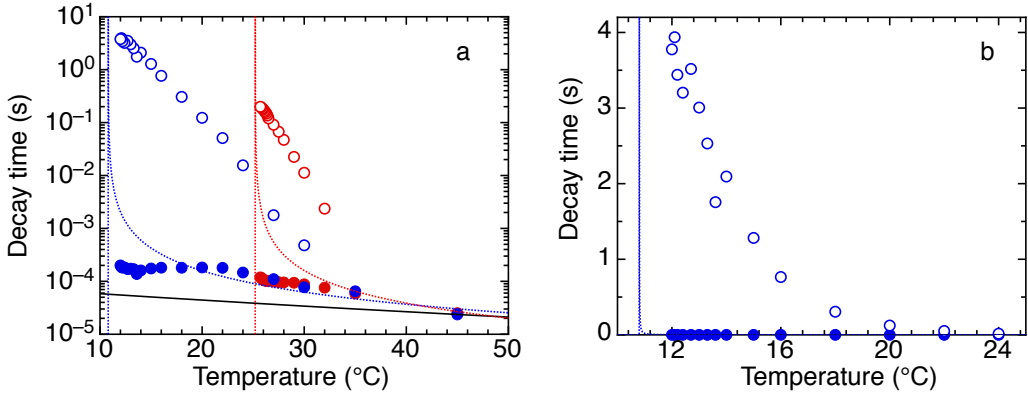 a
Decay time (s)
10^1
10^0
10^-1
10^-2
10^-3
10^-4
10^-5
10 20 30 40 50
Temperature (°C)
b
Decay time (s)
4
3
2
1
0
12 16 20 24
Temperature (°C)